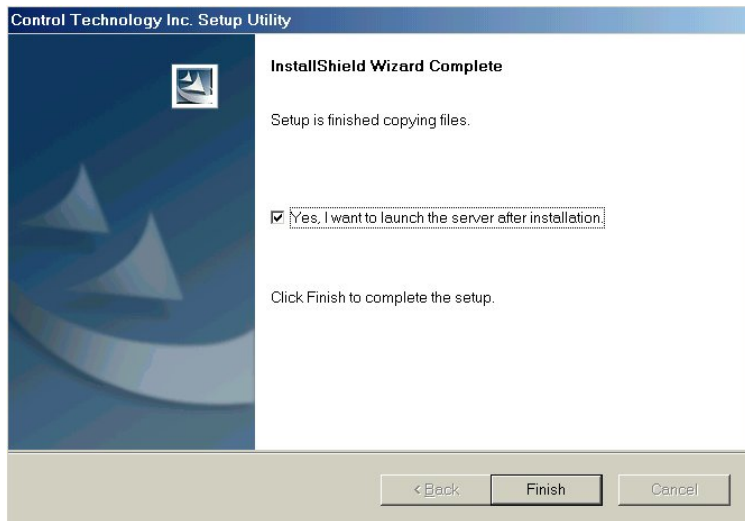 Control Technology Inc. Setup Utility
InstallShield Wizard Complete
Setup is finished copying files.
Yes, I want to launch the server after installation.
Click Finish to complete the setup.
< Back
Finish
Cancel